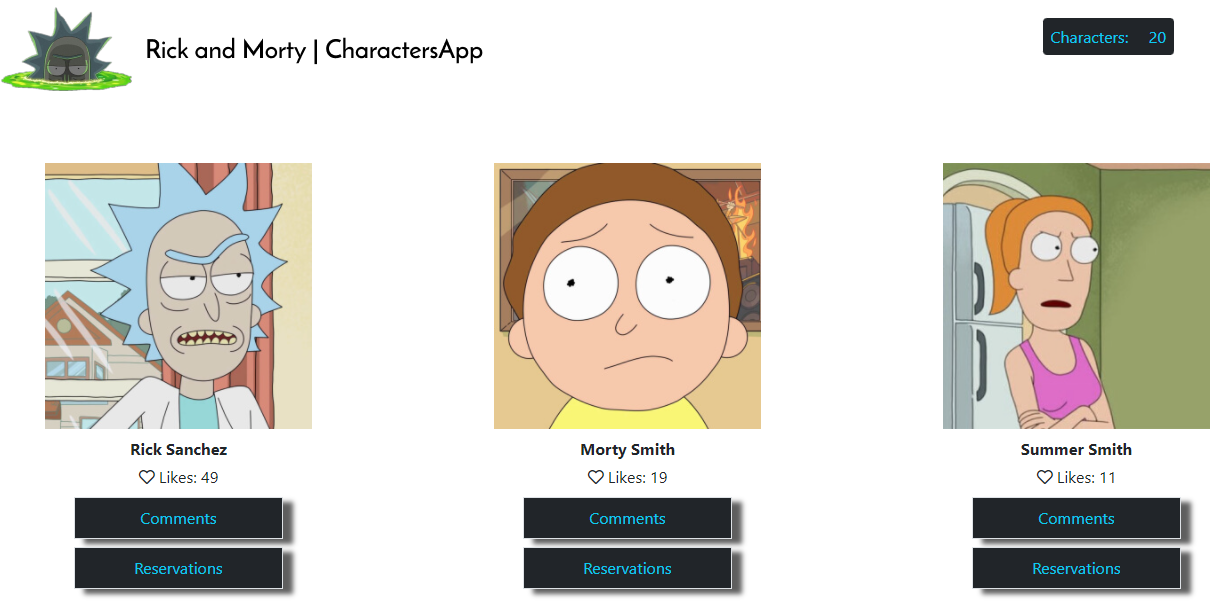 Rick and Morty | CharactersApp
Characters: 20
Rick Sanchez
Likes: 49
Comments
Reservations
Morty Smith
Likes: 19
Comments
Reservations
Summer Smith
Likes: 11
Comments
Reservations